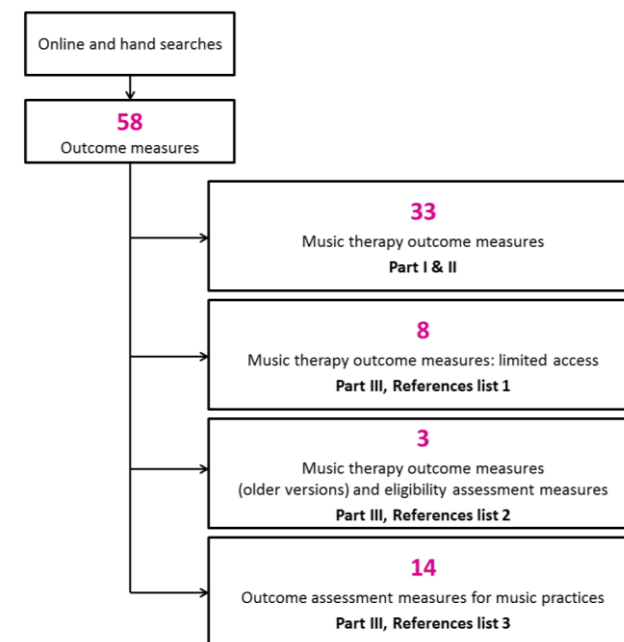 Online and hand searches
58
Outcome measures
33
Music therapy outcome measures
Part I & II
8
Music therapy outcome measures: limited access
Part III, References list 1
3
Music therapy outcome measures
(older versions) and eligibility assessment measures
Part III, References list 2
14
Outcome assessment measures for music practices
Part III, References list 3